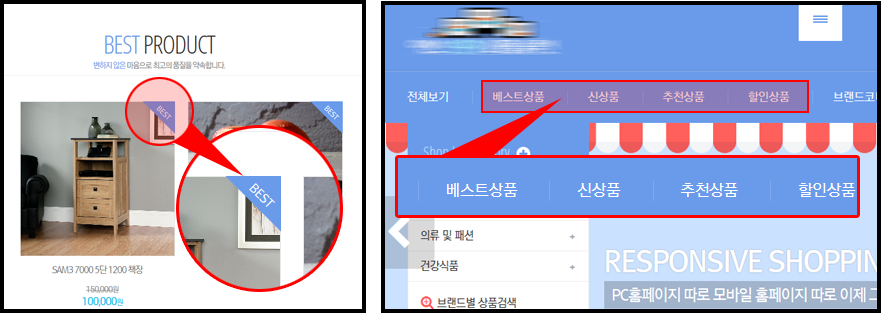 BEST PRODUCT
변하지 않은 마음으로 최고의 품질을 약속합니다.
BEST
BEST
BEST
SAM3 7000 5단 1200 책장
150,000원
100,000원
전체보기 베스트상품 신상품 추천상품 할인상품 브랜드코
Shop
베스트상품 신상품 추천상품 할인상품
의류 및 패션 +
건강식품 +
브랜드별 상품검색
RESPONSIVE SHOPPIN
PC홈페이지 따로 모바일 홈페이지 따로 이제 그